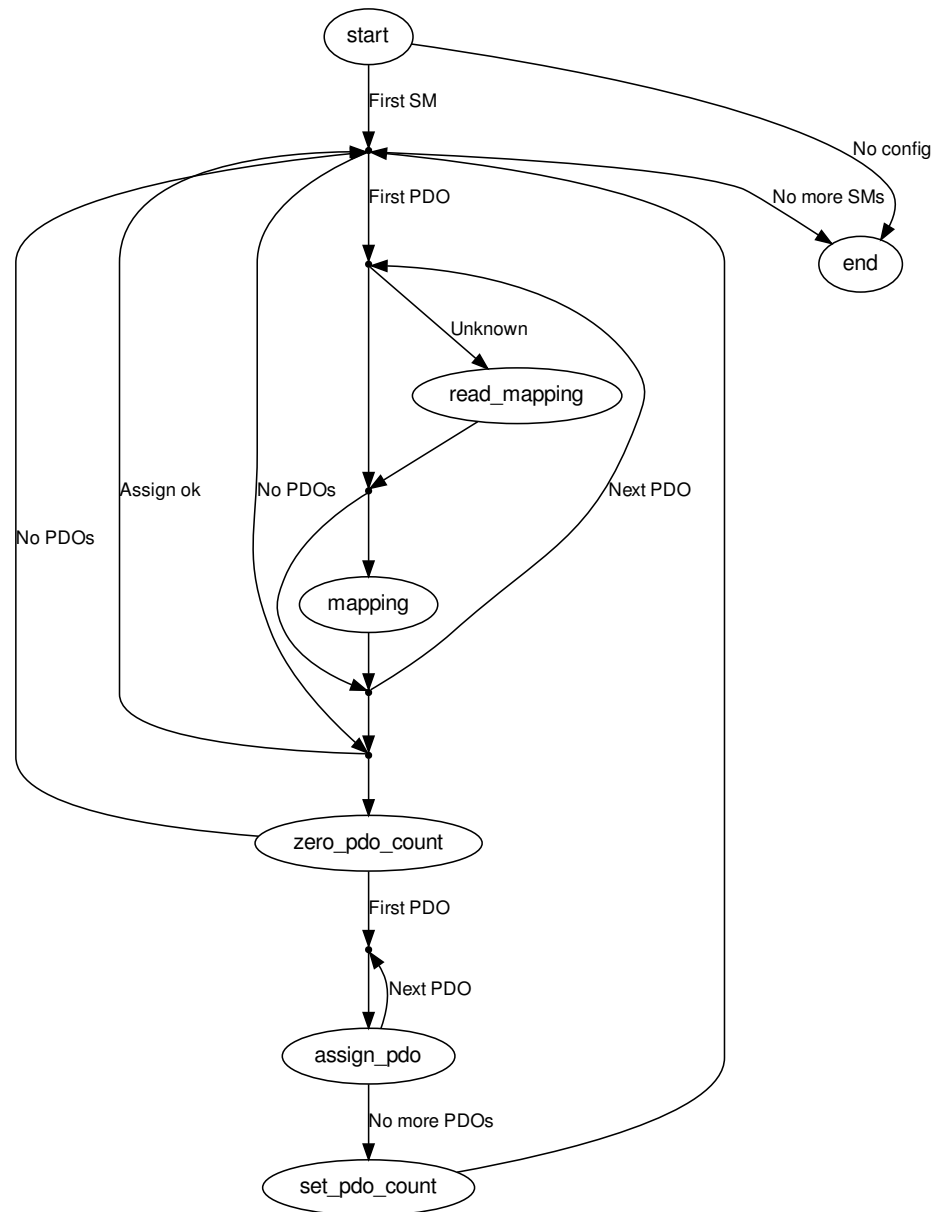 start
First SM
No config
First PDO
No more SMs
end
Unknown
read_mapping
Assign ok
No PDOs
Next PDO
No PDOs
mapping
zero_pdo_count
First PDO
Next PDO
assign_pdo
No more PDOs
set_pdo_count